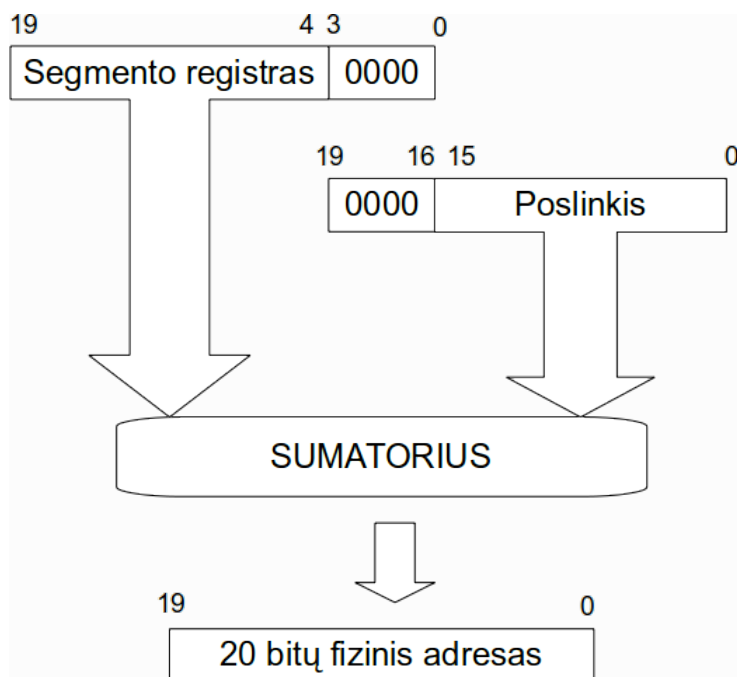 19 4 3 0
Segmento registras 0000
19 16 15 0
0000 Poslinkis
SUMATORIUS
19 0
20 bitų fizinis adresas